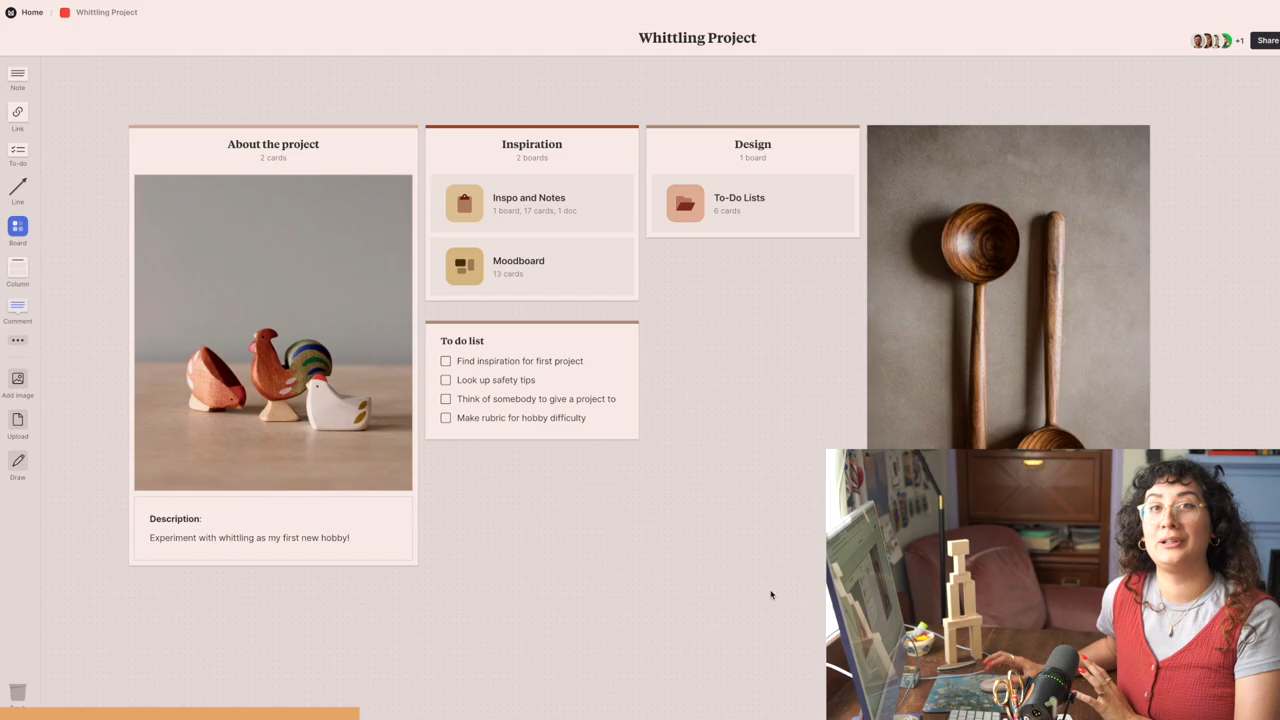 Home / Whittling Project
Whittling Project
+1
Share
Note
Link
To-do
Line
Board
Column
Comment
Add image
Upload
Draw
About the project
2 cards
Description:
Experiment with whittling as my first new hobby!
Inspiration
2 boards
Inspo and Notes
1 board, 17 cards, 1 doc
Moodboard
13 cards
To do list
Find inspiration for first project
Look up safety tips
Think of somebody to give a project to
Make rubric for hobby difficulty
Design
1 board
To-Do Lists
6 cards